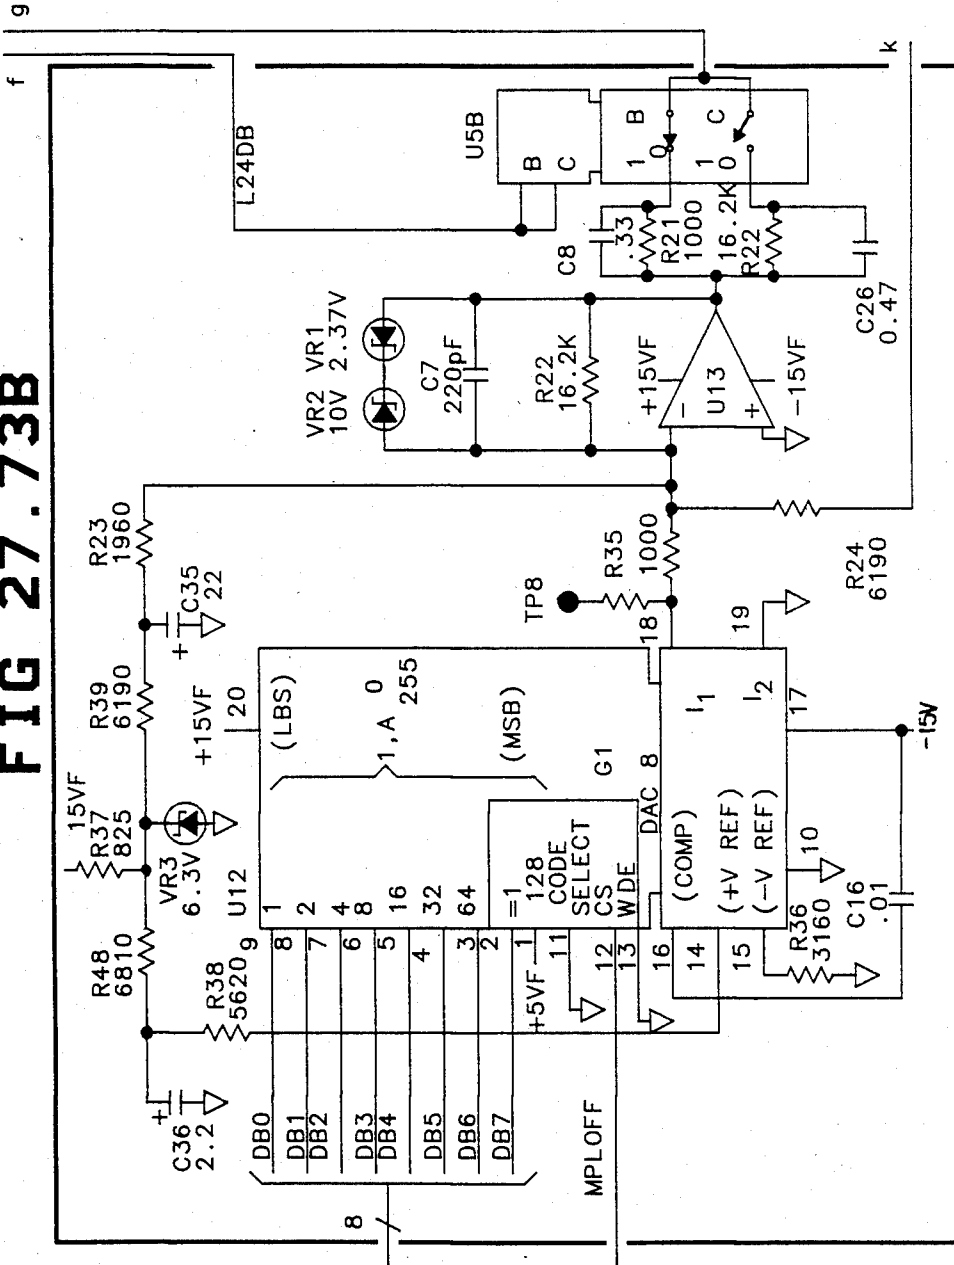 FIG 27.73B
g
f
k
L24DB
U5B
B
C
B
C
1
0
1
0
C8
.33
R21
1000
16.2K
R22
C26
0.47
VR2 VR1
10V 2.37V
C7
220pF
R22
16.2K
+15VF
-
U13
+
-15VF
R23
1960
C35
22
+
TP8
R35
1000
R24
6190
R39
6190
+15VF
20
18
19
(LBS)
1,A
0
255
(MSB)
G1
DAC 8
I1
I2
17
-15V
15VF
R37
825
VR3
6.3V
U12
1
2
4
8
16
32
64
=1
128
CODE
SELECT
CS
WDE
(COMP)
(+V REF)
(-V REF)
10
9
8
7
6
5
4
3
2
1
11
12
13
16
14
15
R36
3160
C16
.01
R48
6810
R38
5620
+5VF
+
C36
2.2
DB0
DB1
DB2
DB3
DB4
DB5
DB6
DB7
MPLOFF
8